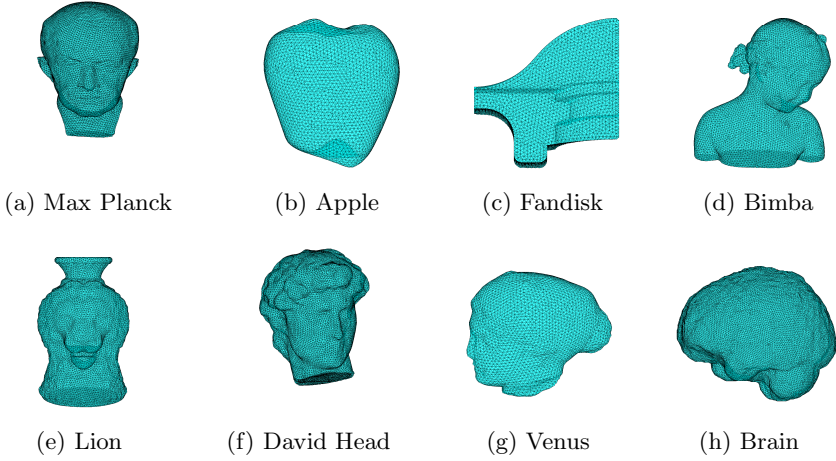 (a) Max Planck
(b) Apple
(c) Fandisk
(d) Bimba
(e) Lion
(f) David Head
(g) Venus
(h) Brain